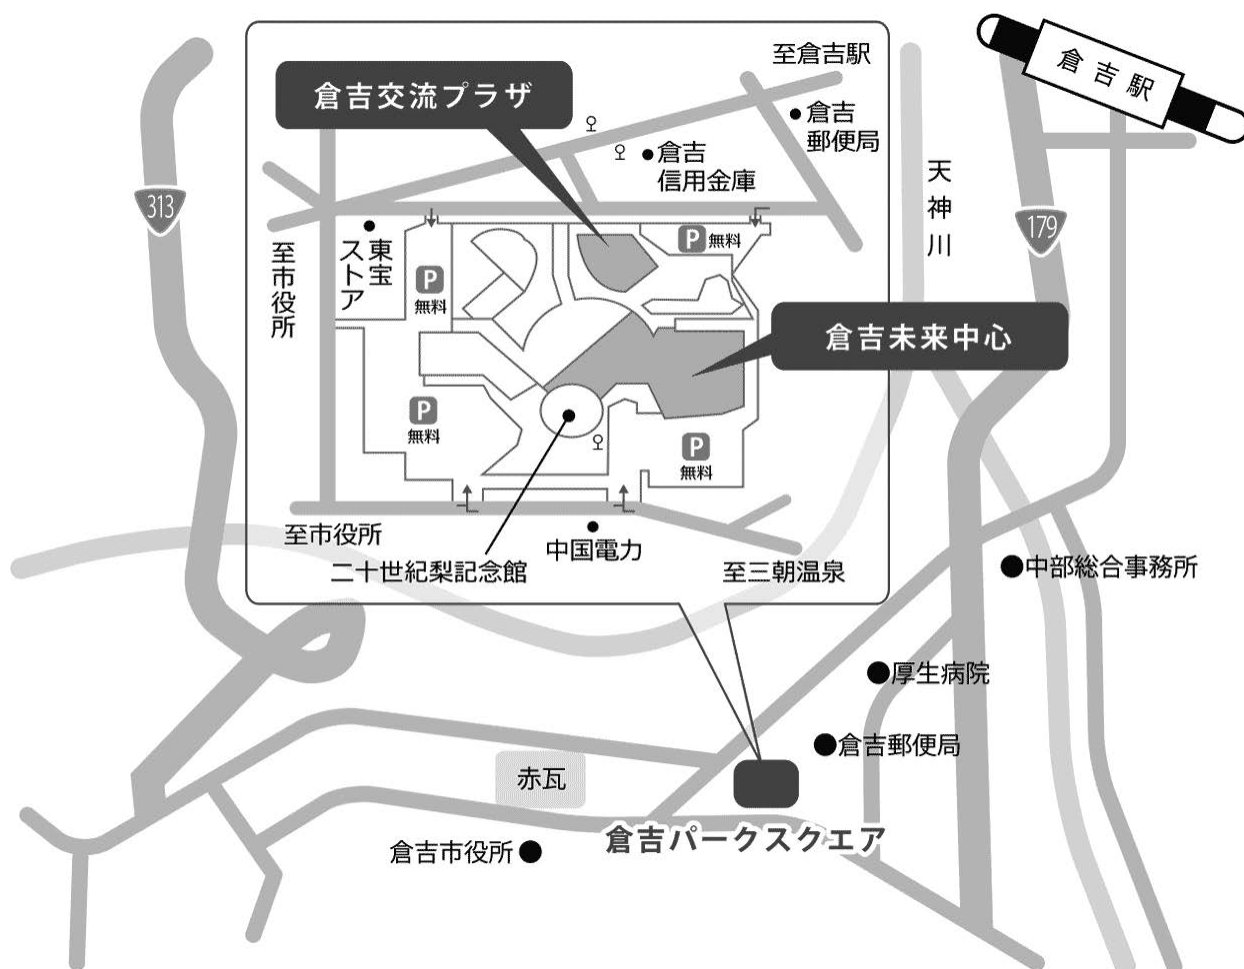 至倉吉駅
倉吉駅
倉吉交流プラザ
倉吉
郵便局
倉吉
信用金庫
天神川
313
179
東宝
ストア
至市役所
P無料
P
無料
倉吉未来中心
P
無料
P
無料
至市役所
中国電力
二十世紀梨記念館
至三朝温泉
中部総合事務所
厚生病院
倉吉郵便局
赤瓦
倉吉パークスクエア
倉吉市役所